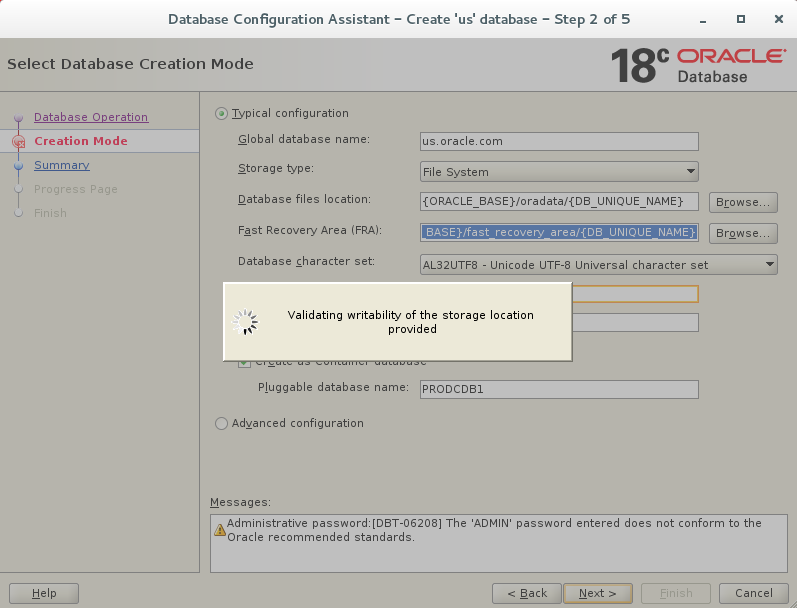 Database Configuration Assistant – Create 'us' database – Step 2 of 5
Select Database Creation Mode
18c ORACLE
Database
Database Operation
Creation Mode
Summary
Progress Page
Finish
Typical configuration
Global database name:
us.oracle.com
Storage type:
File System
Database files location:
{ORACLE_BASE}/oradata/{DB_UNIQUE_NAME}
Browse...
Fast Recovery Area (FRA):
_BASE}/fast_recovery_area/{DB_UNIQUE_NAME}
Browse...
Database character set:
AL32UTF8 - Unicode UTF-8 Universal character set
Validating writability of the storage location
provided
Create as Container database
Pluggable database name:
PRODCDB1
Advanced configuration
Messages:
Administrative password:[DBT-06208] The 'ADMIN' password entered does not conform to the
Oracle recommended standards.
Help
< Back
Next >
Finish
Cancel